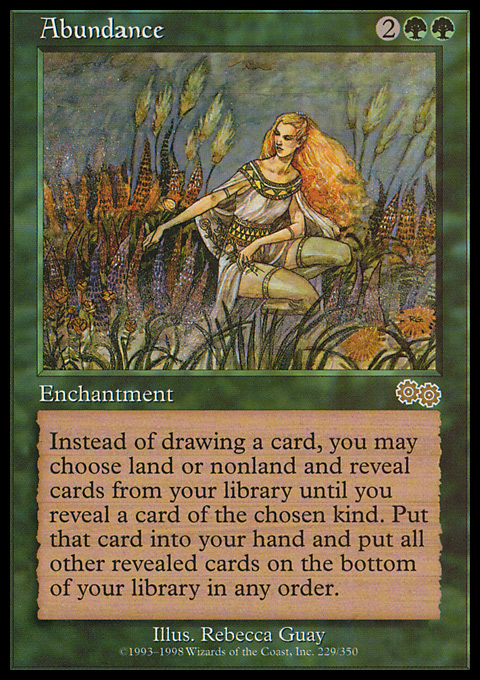 Abundance 2
Enchantment
Instead of drawing a card, you may
choose land or nonland and reveal
cards from your library until you
reveal a card of the chosen kind. Put
that card into your hand and put all
other revealed cards on the bottom
of your library in any order.
Illus. Rebecca Guay
©1993–1998 Wizards of the Coast, Inc. 229/350